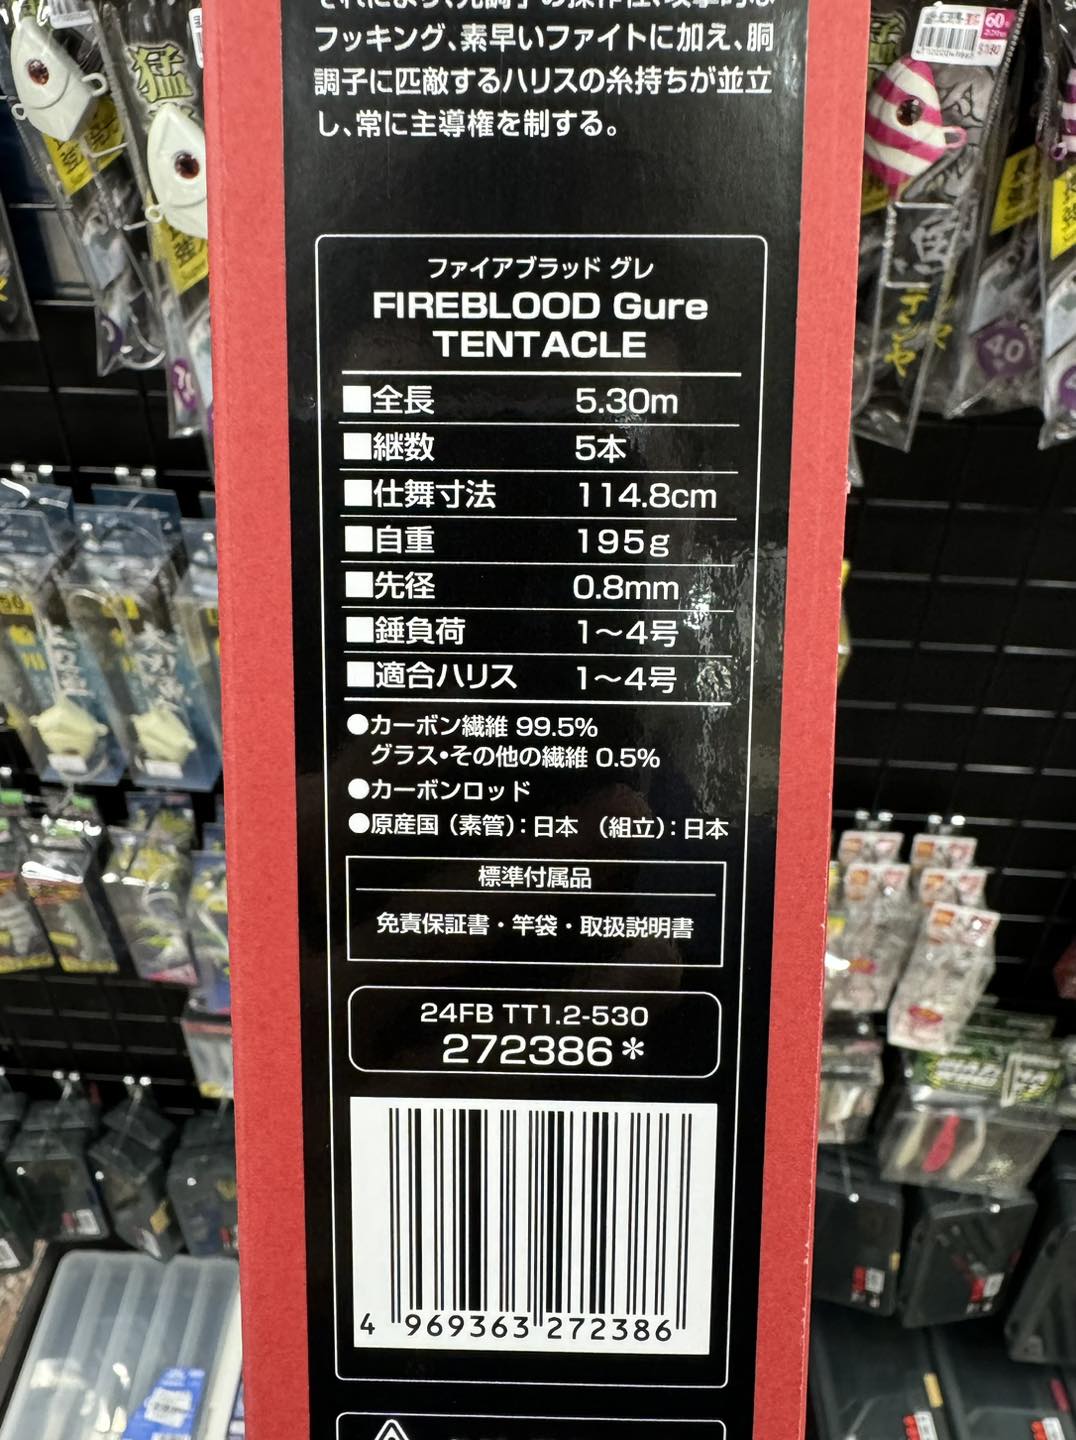 フッキング、素早いファイトに加え、胴
調子に匹敵するハリスの糸持ちが並立
し、常に主導権を制する。
ファイアブラッド グレ
FIREBLOOD Gure
TENTACLE
■全長 5.30m
■継数 5本
■仕舞寸法 114.8cm
■自重 195g
■先径 0.8mm
■錘負荷 1〜4号
■適合ハリス 1〜4号
●カーボン繊維 99.5%
グラス・その他の繊維 0.5%
●カーボンロッド
●原産国（素管）：日本 （組立）：日本
標準付属品
免責保証書・竿袋・取扱説明書
24FB TT1.2-530
272386*
4 969363 272386
猛
60
40